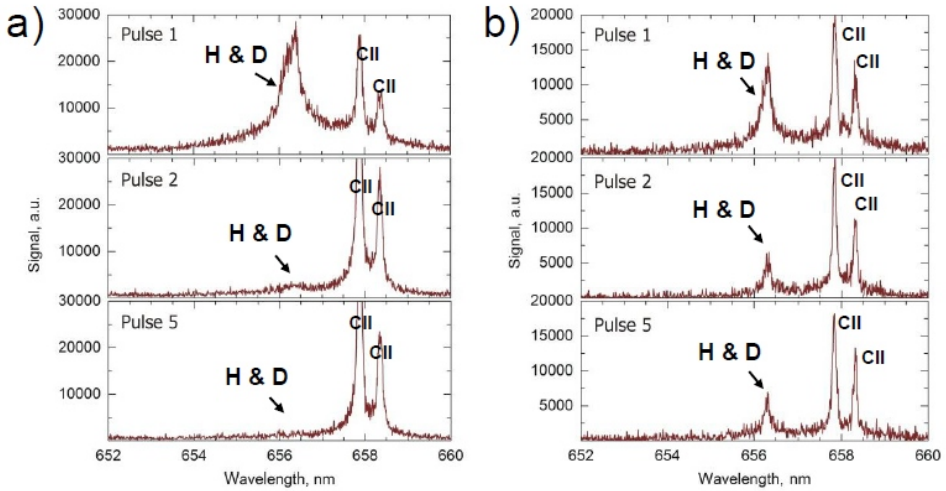 a)
Signal, a.u.
30000
20000
10000
Pulse 1
H & D
CII
CII
30000
20000
10000
Pulse 2
H & D
CII
CII
30000
20000
10000
Pulse 5
H & D
CII
CII
652
654
656
658
660
Wavelength, nm
b)
Signal, a.u.
20000
15000
10000
5000
Pulse 1
H & D
CII
CII
20000
15000
10000
5000
Pulse 2
H & D
CII
CII
20000
15000
10000
5000
Pulse 5
H & D
CII
CII
652
654
656
658
660
Wavelength, nm